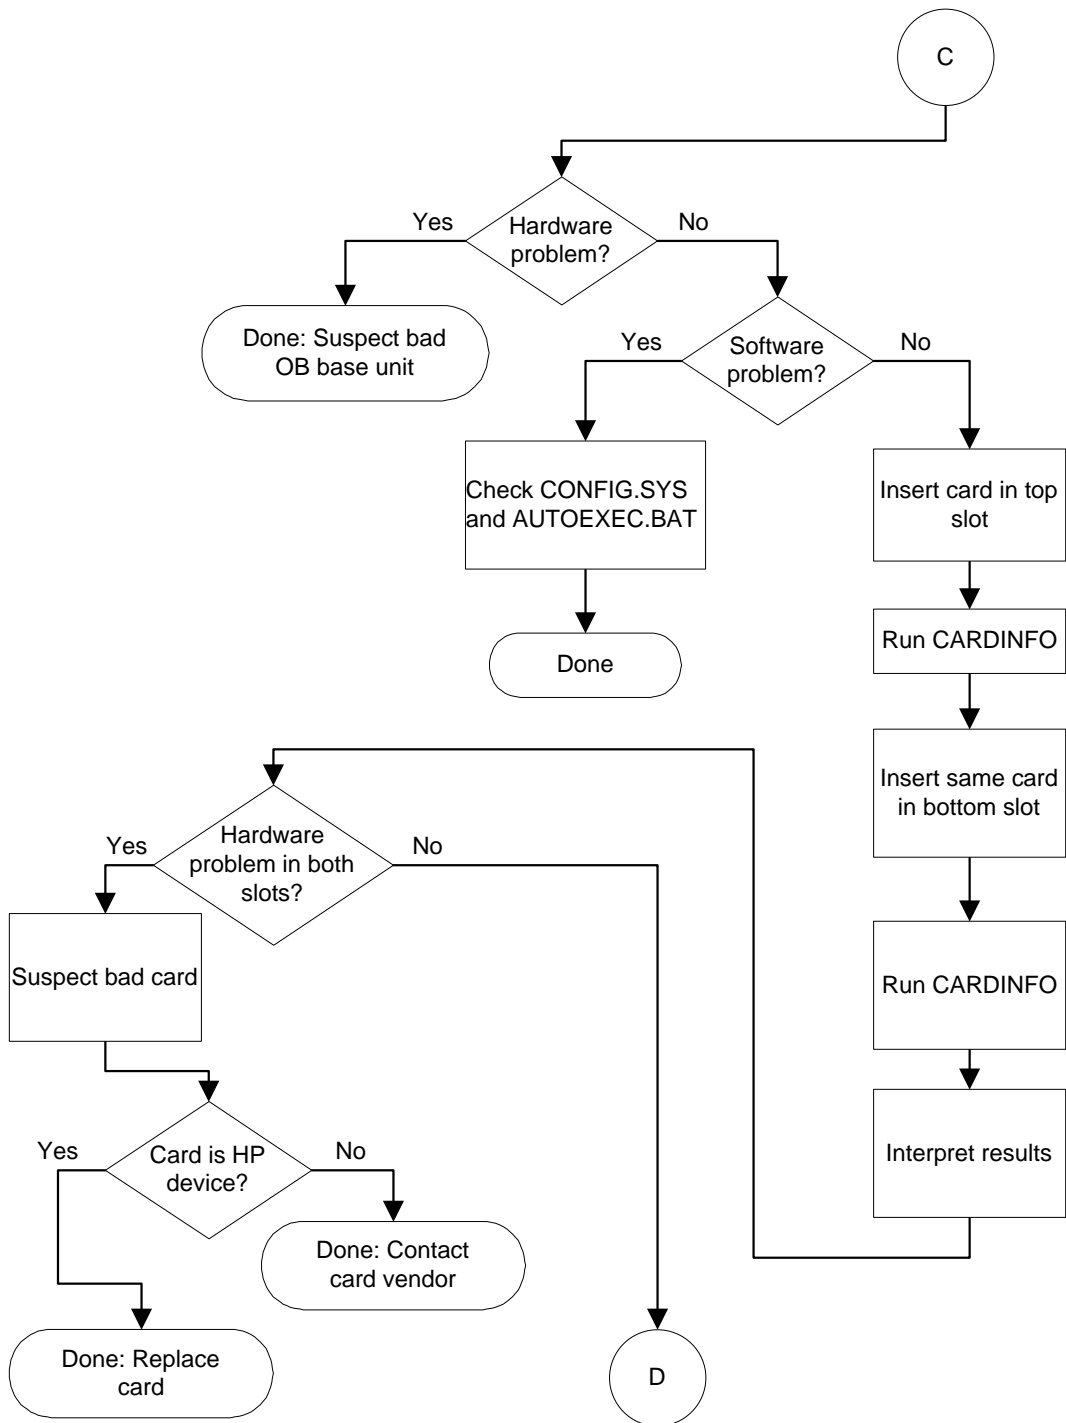 C
Yes
Hardware
problem?
No
Done: Suspect bad
OB base unit
Yes
Software
problem?
No
Check CONFIG.SYS
and AUTOEXEC.BAT
Insert card in top
slot
Done
Run CARDINFO
Insert same card
in bottom slot
Yes
Hardware
problem in both
slots?
No
Suspect bad card
Run CARDINFO
Yes
Card is HP
device?
No
Interpret results
Done: Contact
card vendor
Done: Replace
card
D